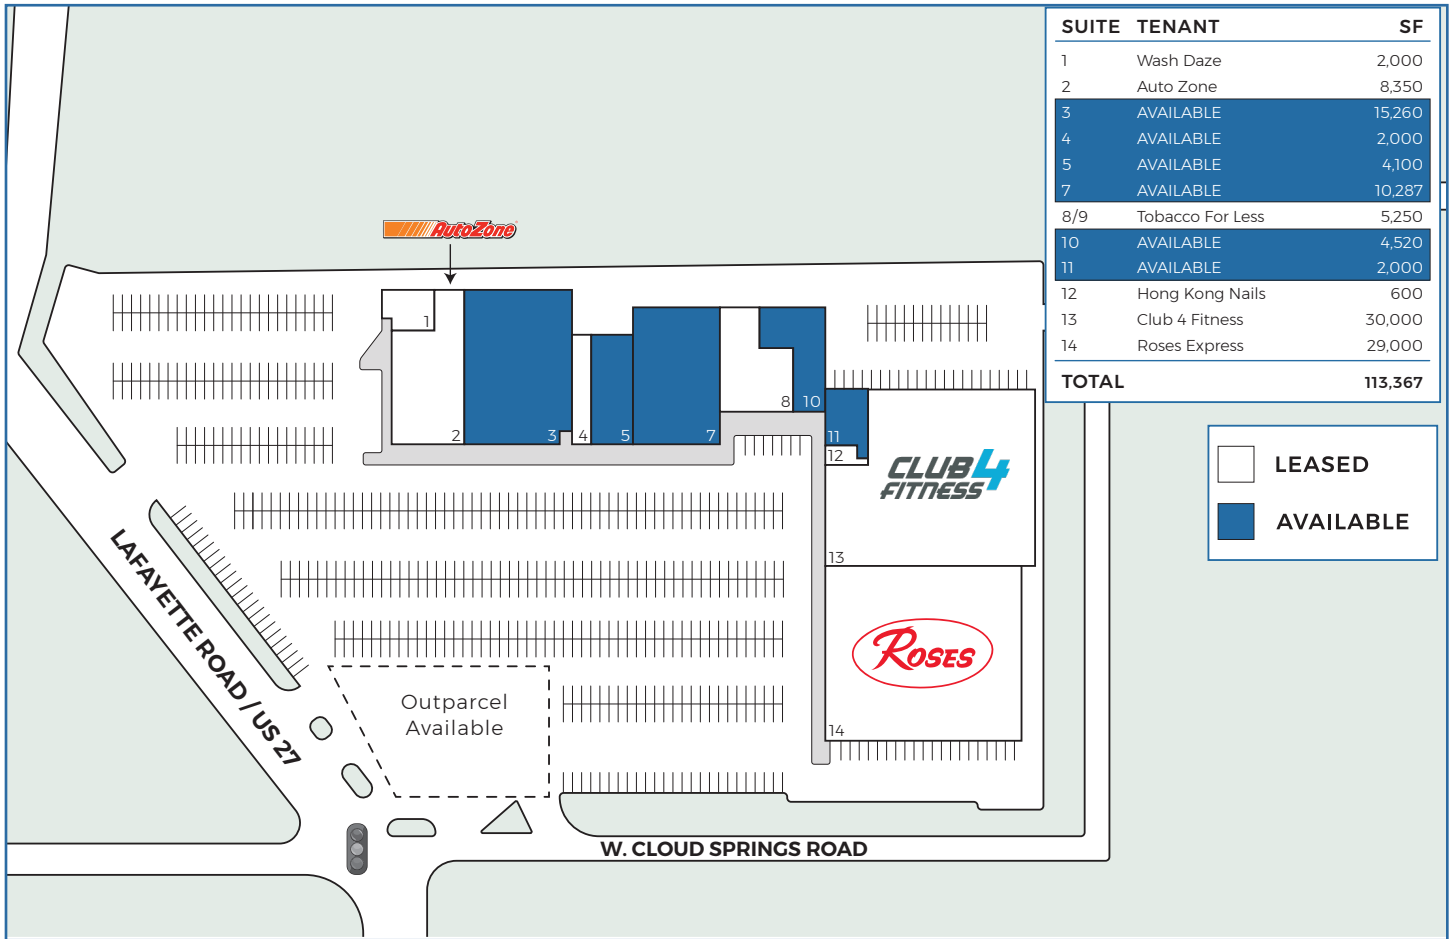 SUITE TENANT SF
1 Wash Daze 2,000
2 Auto Zone 8,350
3 AVAILABLE 15,260
4 AVAILABLE 2,000
5 AVAILABLE 4,100
7 AVAILABLE 10,287
8/9 Tobacco For Less 5,250
10 AVAILABLE 4,520
11 AVAILABLE 2,000
12 Hong Kong Nails 600
13 Club 4 Fitness 30,000
14 Roses Express 29,000
TOTAL 113,367
AutoZone
1
2
3
4
5
7
8
10
11
12
CLUB 4
FITNESS
13
ROSES
14
LEASED
AVAILABLE
LAFAYETTE ROAD / US 27
Outparcel
Available
W. CLOUD SPRINGS ROAD